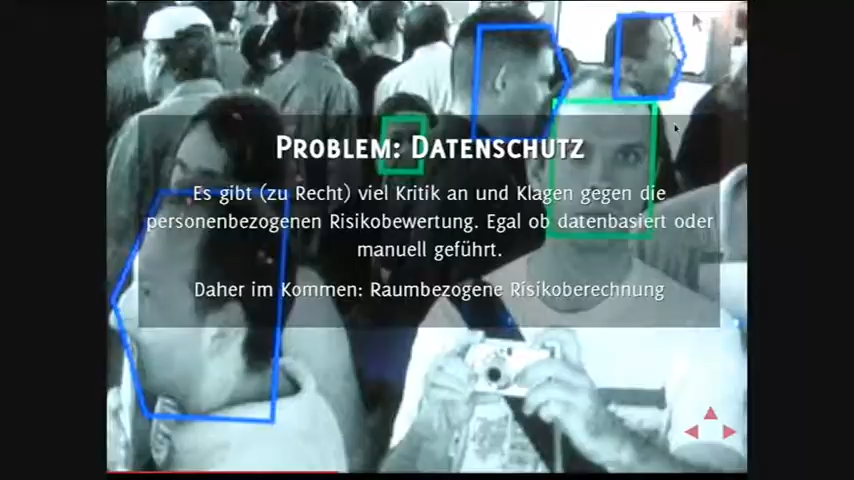 Problem: Datenschutz
Es gibt (zu Recht) viel Kritik an und Klagen gegen die
personenbezogenen Risikobewertung. Egal ob datenbasiert oder
manuell geführt.
Daher im Kommen: Raumbezogene Risikoberechnung